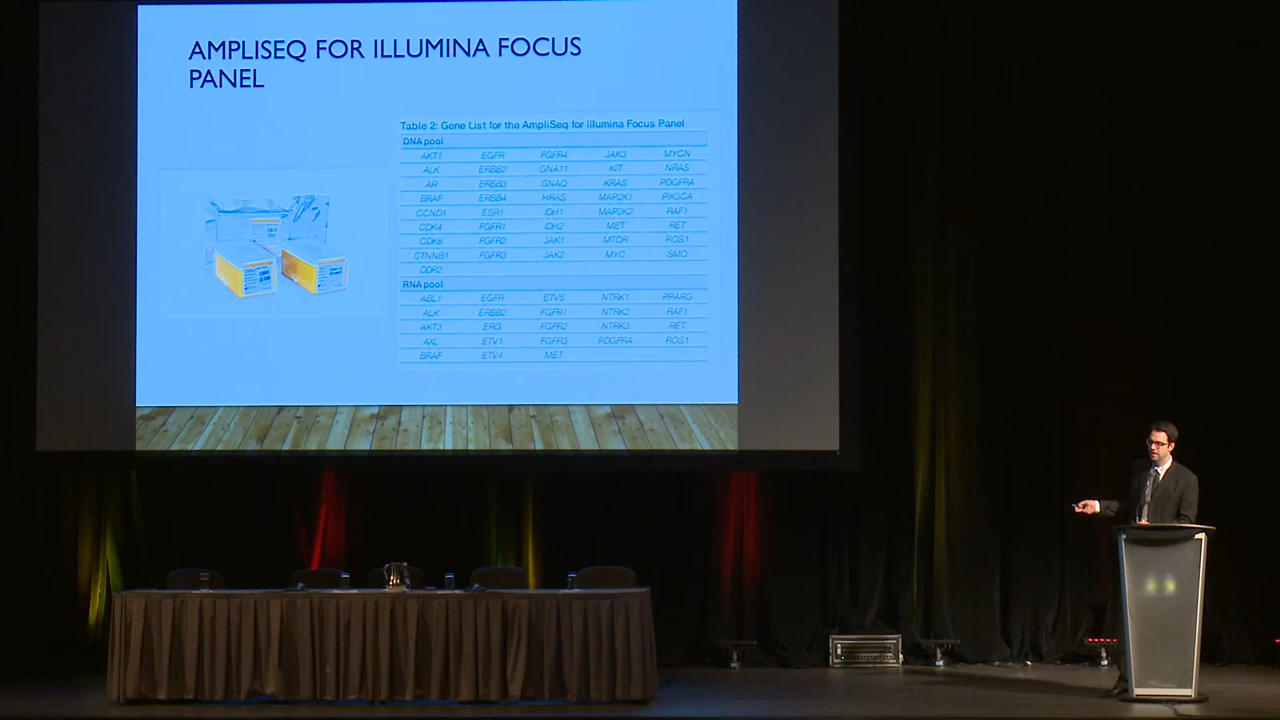 AMPLISEQ FOR ILLUMINA FOCUS
PANEL
Table 2: Gene List for the AmpliSeq for Illumina Focus Panel
DNA pool
AKT1 EGFR FGFR4 JAK3 MYCN
ALK ERBB2 GNA11 KIT NRAS
AR ERBB3 GNAQ KRAS PDGFRA
BRAF ERBB4 HRAS MAP2K1 PIK3CA
CCND1 ESR1 IDH1 MAP2K2 RAF1
CDK4 FGFR1 IDH2 MET RET
CDK6 FGFR2 JAK1 MTOR ROS1
CTNNB1 FGFR3 JAK2 MYC SMO
DDR2
RNA pool
ABL1 EGFR ETV5 NTRK1 PPARG
ALK ERBB2 FGFR1 NTRK2 RAF1
AKT3 ERG FGFR2 NTRK3 RET
AXL ETV1 FGFR3 PDGFRA ROS1
BRAF ETV4 MET